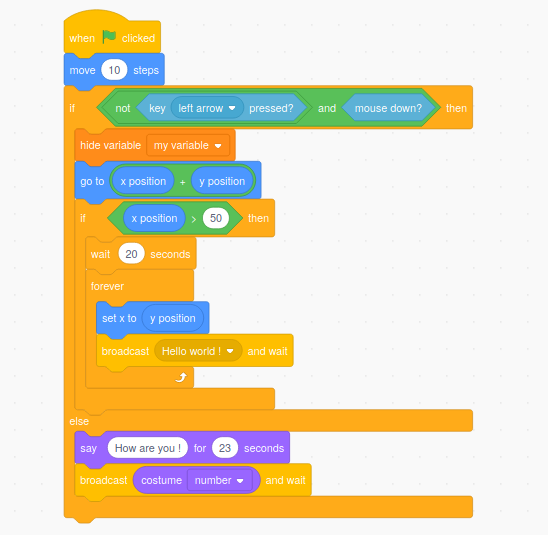 when clicked
move 10 steps
if not key left arrow pressed? and mouse down? then
hide variable my variable
go to x position + y position
if x position > 50 then
wait 20 seconds
forever
set x to y position
broadcast Hello world ! and wait
else
say How are you ! for 23 seconds
broadcast costume number and wait